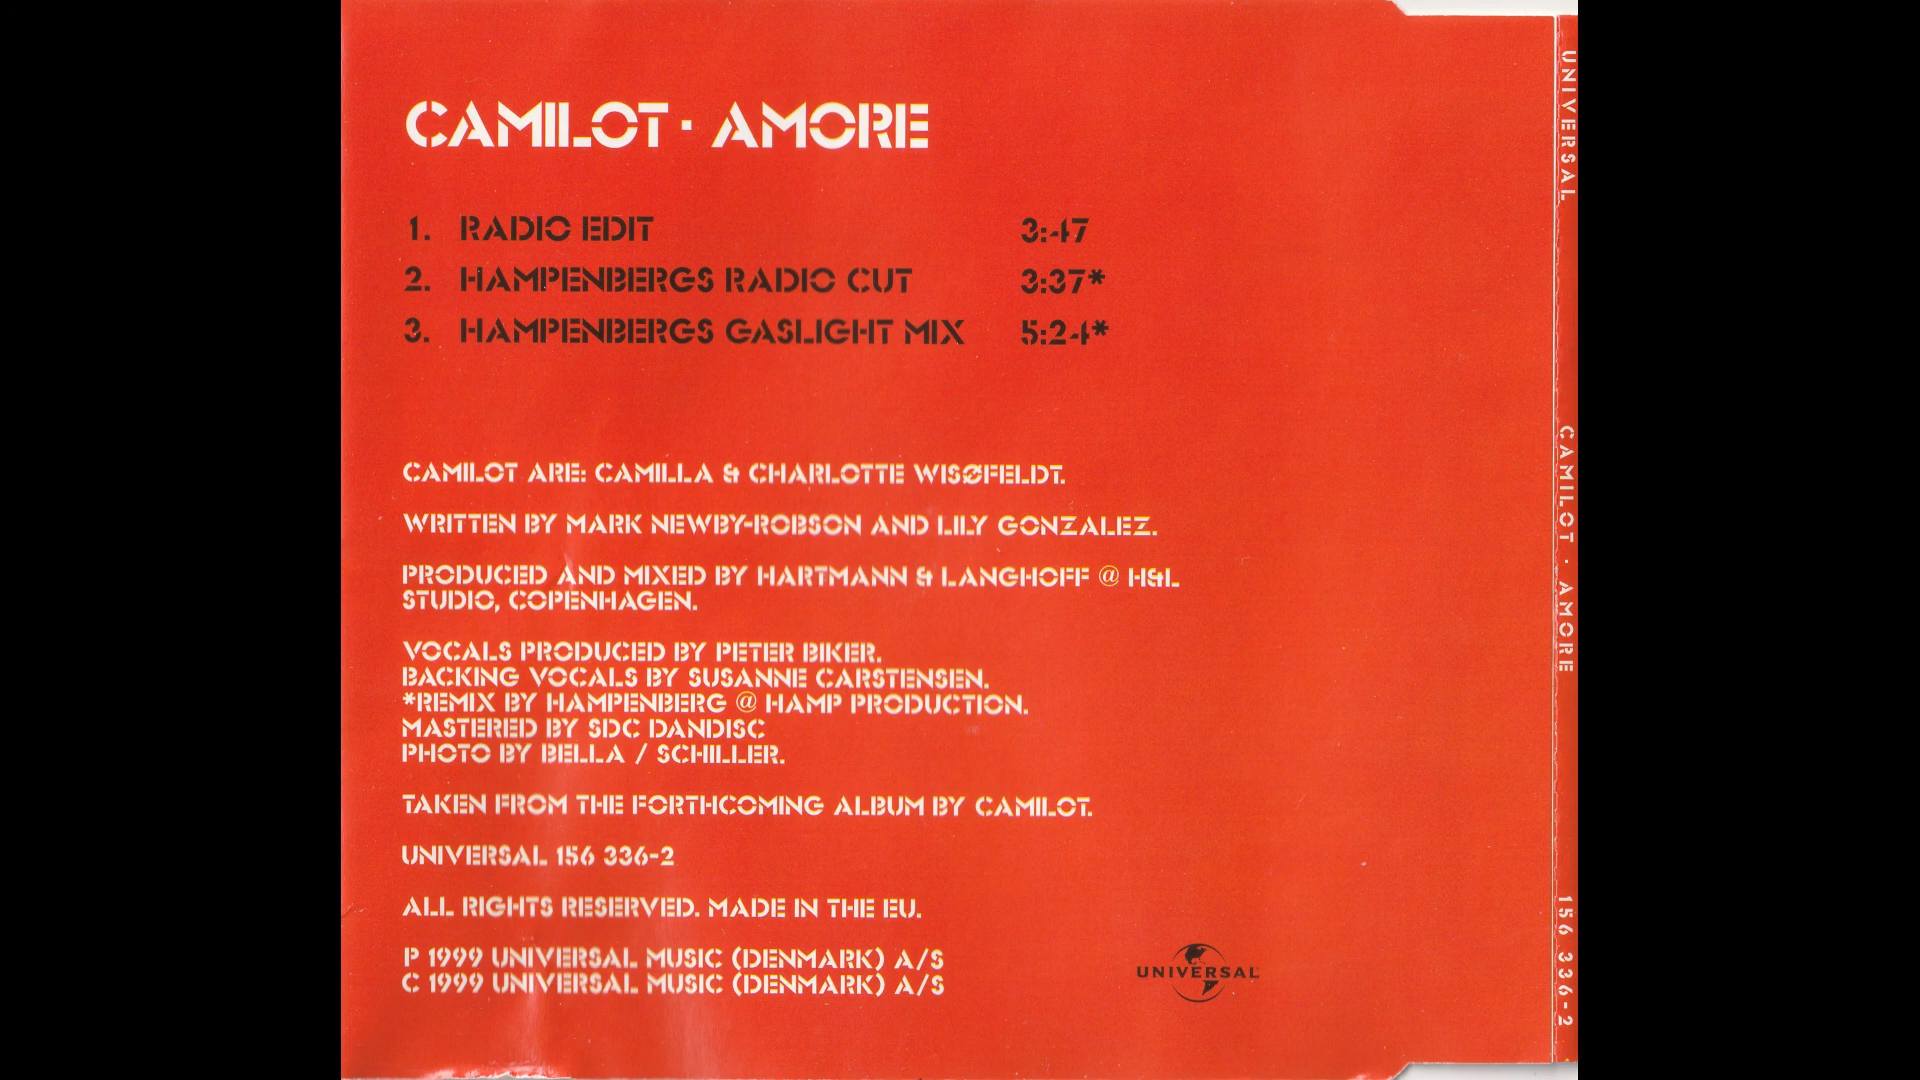 CAMILOT · AMORE
1. RADIO EDIT 3:47
2. HAMPENBERGS RADIO CUT 3:37*
3. HAMPENBERGS GASLIGHT MIX 5:24*
CAMILOT ARE: CAMILLA & CHARLOTTE WISØFELDT.
WRITTEN BY MARK NEWBY-ROBSON AND LILY GONZALEZ.
PRODUCED AND MIXED BY HARTMANN & LANGHOFF @ H&L
STUDIO, COPENHAGEN.
VOCALS PRODUCED BY PETER BIKER.
BACKING VOCALS BY SUSANNE CARSTENSEN.
*REMIX BY HAMPENBERG @ HAMP PRODUCTION.
MASTERED BY SDC DANDISC
PHOTO BY BELLA / SCHILLER.
TAKEN FROM THE FORTHCOMING ALBUM BY CAMILOT.
UNIVERSAL 156 336-2
ALL RIGHTS RESERVED. MADE IN THE EU.
P 1999 UNIVERSAL MUSIC (DENMARK) A/S
C 1999 UNIVERSAL MUSIC (DENMARK) A/S
UNIVERSAL
UNIVERSAL
CAMILOT · AMORE
156 336-2